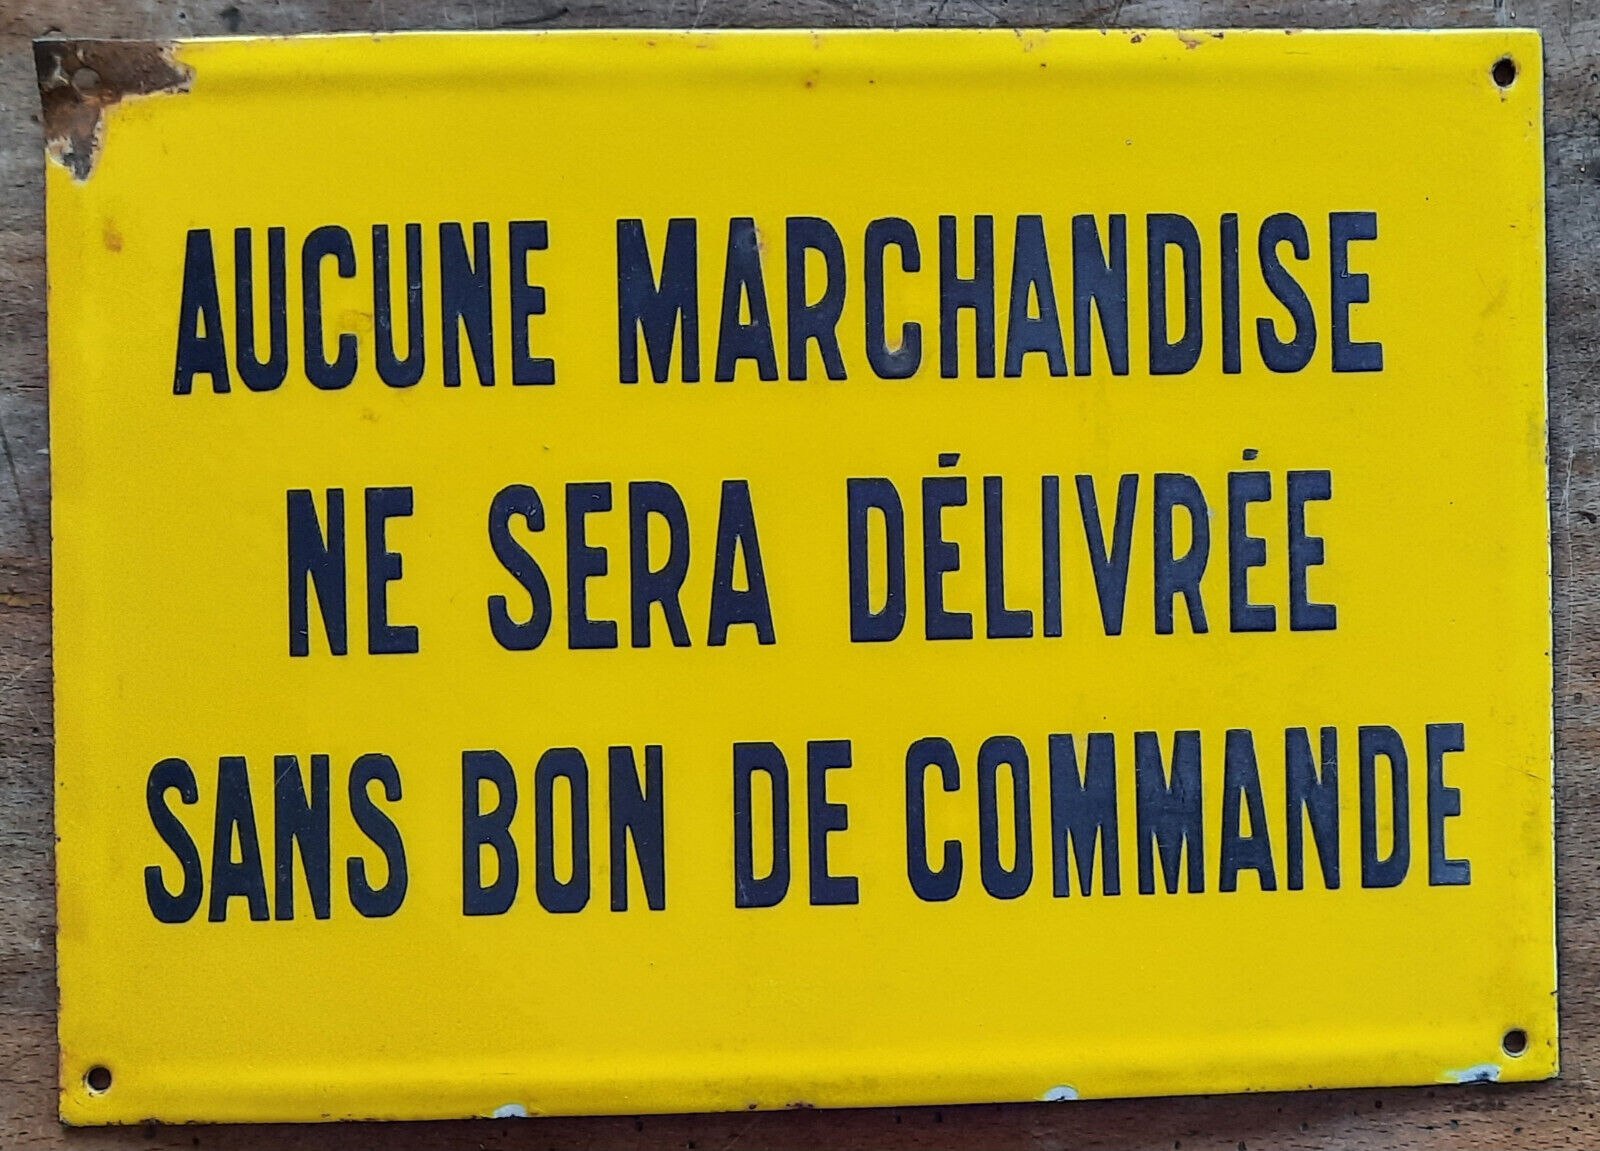 AUCUNE MARCHANDISE
NE SERA DÉLIVRÉE
SANS BON DE COMMANDE